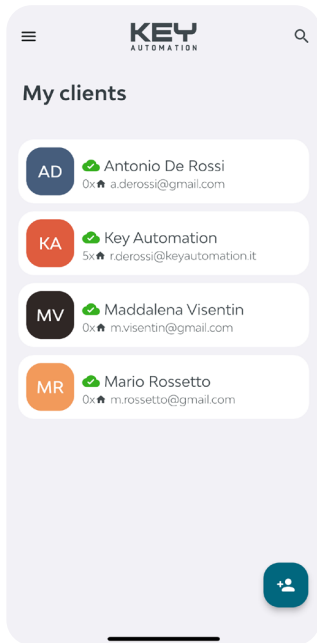 KEY
AUTOMATION
My clients
AD
Antonio De Rossi
0x a.derossi@gmail.com
KA
Key Automation
5x r.derossi@keyautomation.it
MV
Maddalena Visentin
0x m.visentin@gmail.com
MR
Mario Rossetto
0x m.rossetto@gmail.com